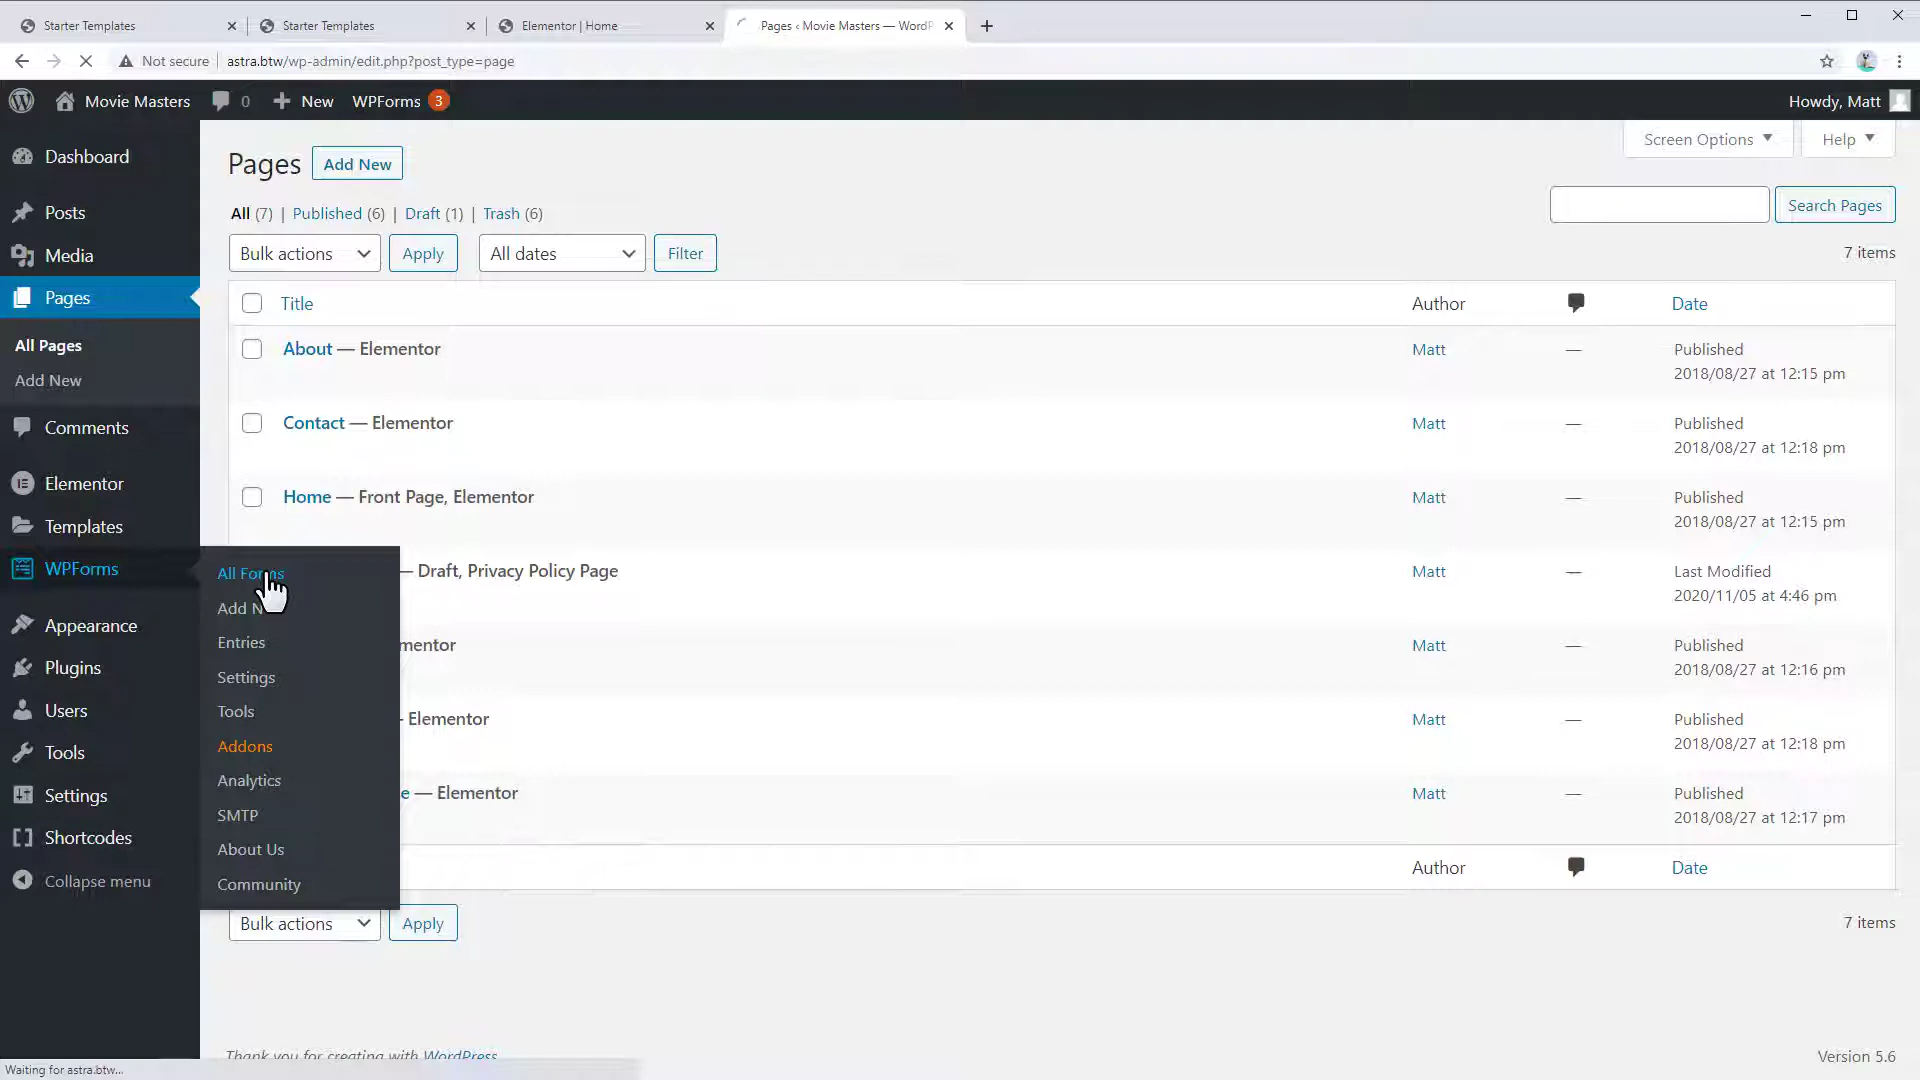 Starter Templates
Starter Templates
Elementor | Home
Pages ‹ Movie Masters — WordP
Not secure
astra.btw/wp-admin/edit.php?post_type=page
Movie Masters
0
New
WPForms 3
Howdy, Matt
Dashboard
Posts
Media
Pages
All Pages
Add New
Comments
Elementor
Templates
WPForms
Appearance
Plugins
Users
Tools
Settings
Shortcodes
Collapse menu
All Forms
Add N
Entries
Settings
Tools
Addons
Analytics
SMTP
About Us
Community
Screen Options
Help
Pages Add New
All (7) | Published (6) | Draft (1) | Trash (6)
Search Pages
Bulk actions Apply All dates Filter
7 items
Title Author Date
About — Elementor Matt — Published
2018/08/27 at 12:15 pm
Contact — Elementor Matt — Published
2018/08/27 at 12:18 pm
Home — Front Page, Elementor Matt — Published
2018/08/27 at 12:15 pm
— Draft, Privacy Policy Page Matt — Last Modified
2020/11/05 at 4:46 pm
mentor Matt — Published
2018/08/27 at 12:16 pm
- Elementor Matt — Published
2018/08/27 at 12:18 pm
e — Elementor Matt — Published
2018/08/27 at 12:17 pm
Author Date
Bulk actions Apply
7 items
Thank you for creating with WordPress
Version 5.6
Waiting for astra.btw...